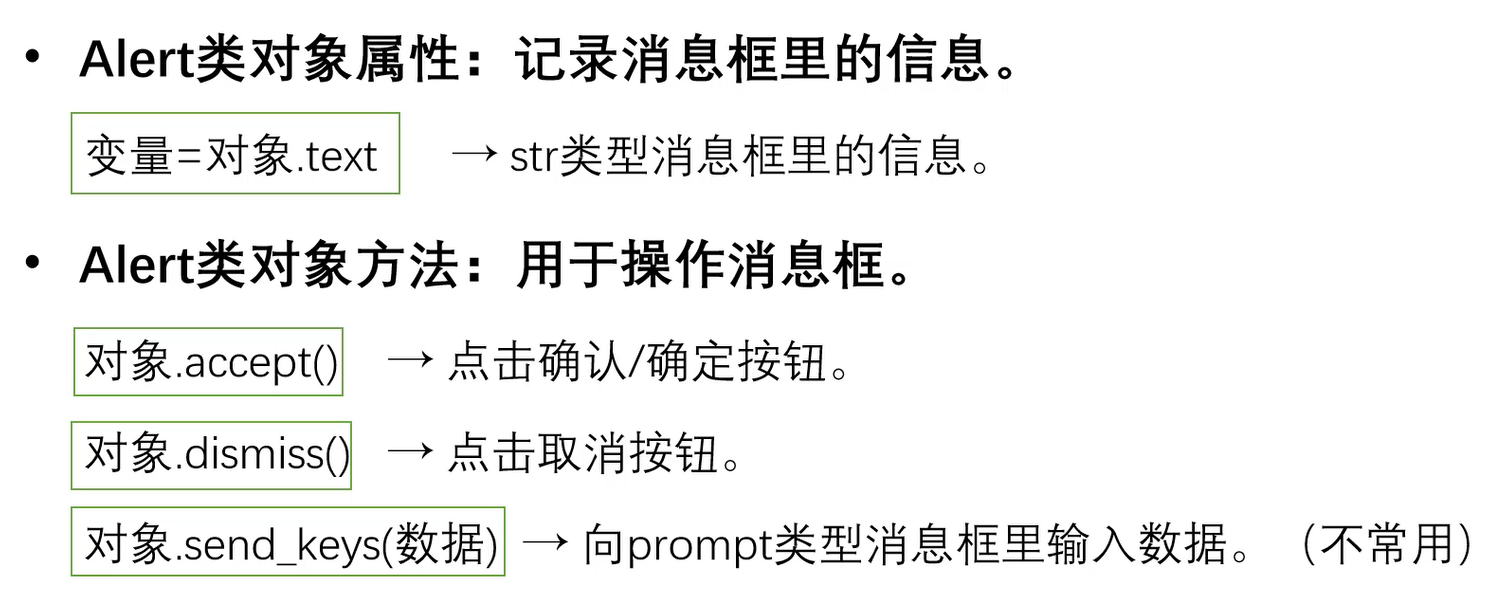 • Alert类对象属性：记录消息框里的信息。
变量=对象.text → str类型消息框里的信息。
• Alert类对象方法：用于操作消息框。
对象.accept() → 点击确认/确定按钮。
对象.dismiss() → 点击取消按钮。
对象.send_keys(数据) → 向prompt类型消息框里输入数据。（不常用）